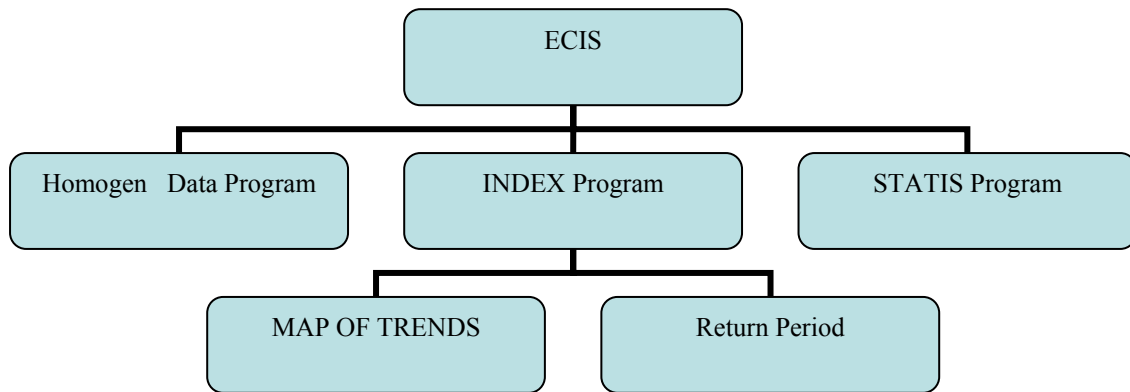 ECIS
Homogen Data Program
INDEX Program
STATIS Program
MAP OF TRENDS
Return Period